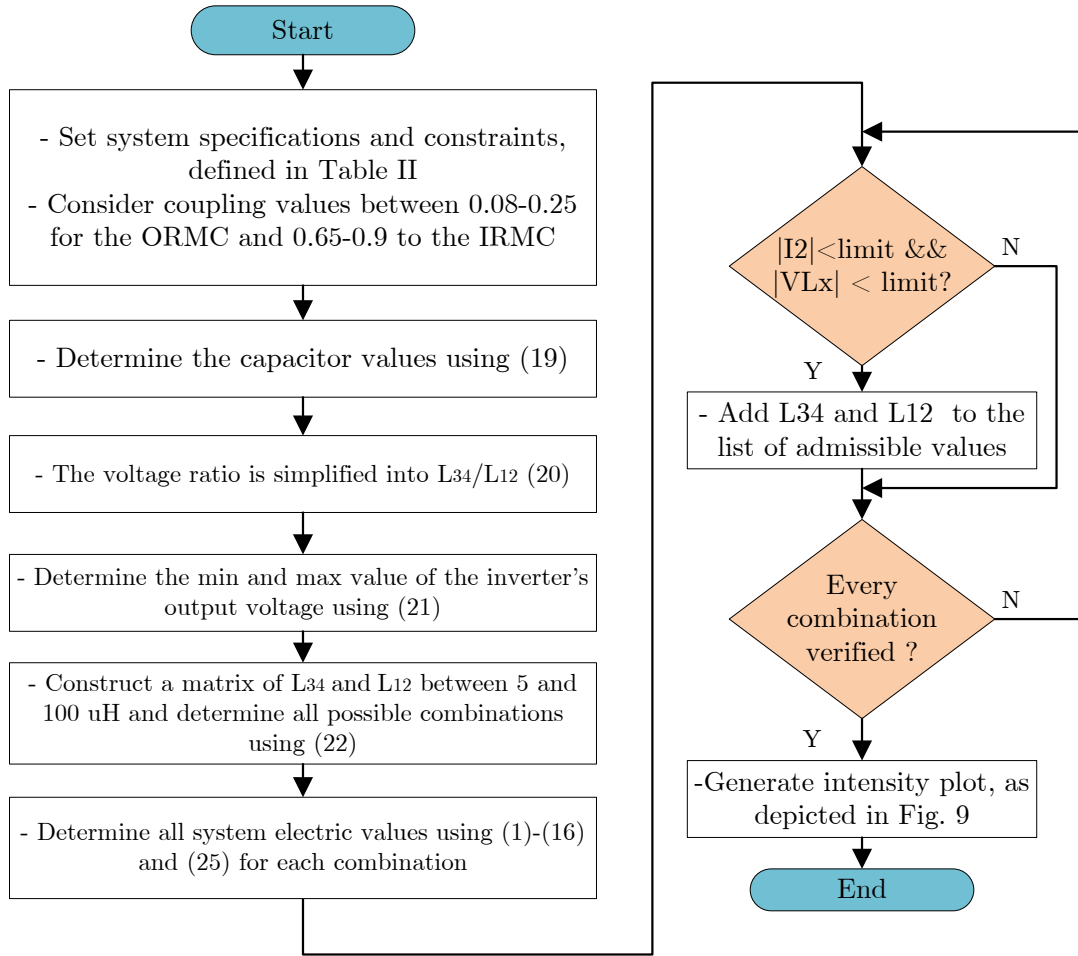 Start
- Set system specifications and constraints,
defined in Table II
- Consider coupling values between 0.08-0.25
for the ORMC and 0.65-0.9 to the IRMC
- Determine the capacitor values using (19)
- The voltage ratio is simplified into L34/L12 (20)
- Determine the min and max value of the inverter's
output voltage using (21)
- Construct a matrix of L34 and L12 between 5 and
100 uH and determine all possible combinations
using (22)
- Determine all system electric values using (1)-(16)
and (25) for each combination
|I2|<limit &&
|VLx| < limit?
N
Y
- Add L34 and L12 to the
list of admissible values
Every
combination
verified ?
N
Y
-Generate intensity plot, as
depicted in Fig. 9
End